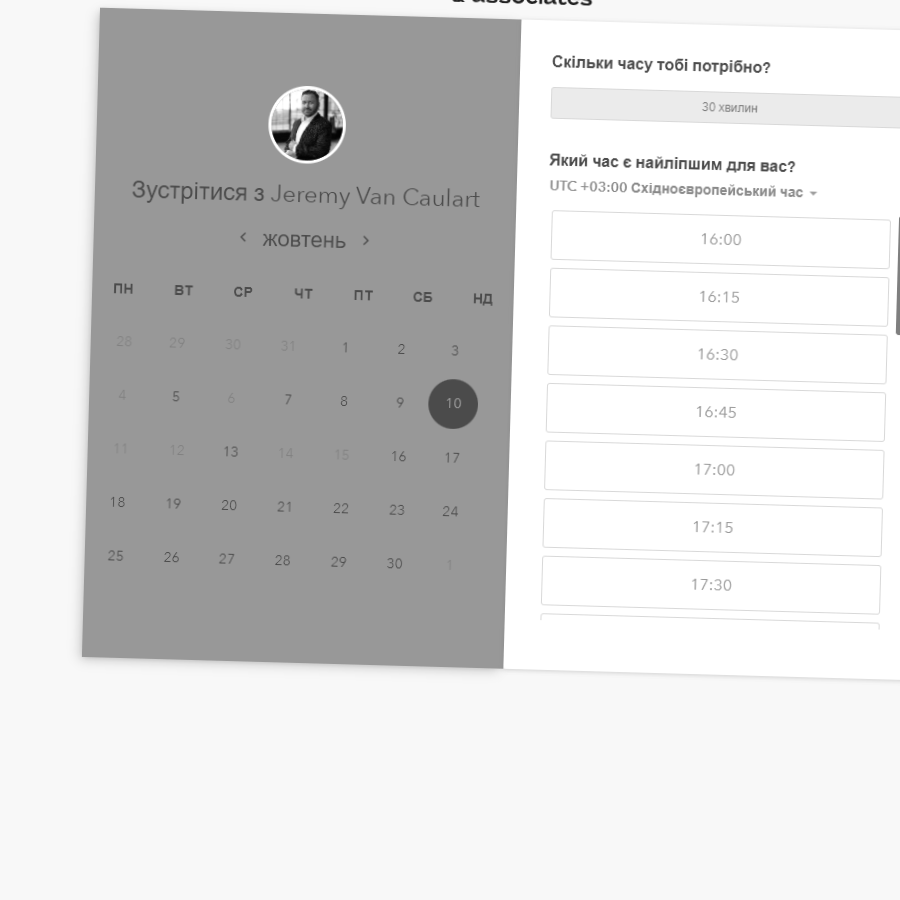 & associates
Зустрітися з Jeremy Van Caulart
жовтень
ПН ВТ СР ЧТ ПТ СБ НД
28 29 30 31 1 2 3
4 5 6 7 8 9 10
11 12 13 14 15 16 17
18 19 20 21 22 23 24
25 26 27 28 29 30 1
Скільки часу тобі потрібно?
30 хвилин
Який час є найліпшим для вас?
UTC +03:00 Східноєвропейський час
16:00
16:15
16:30
16:45
17:00
17:15
17:30